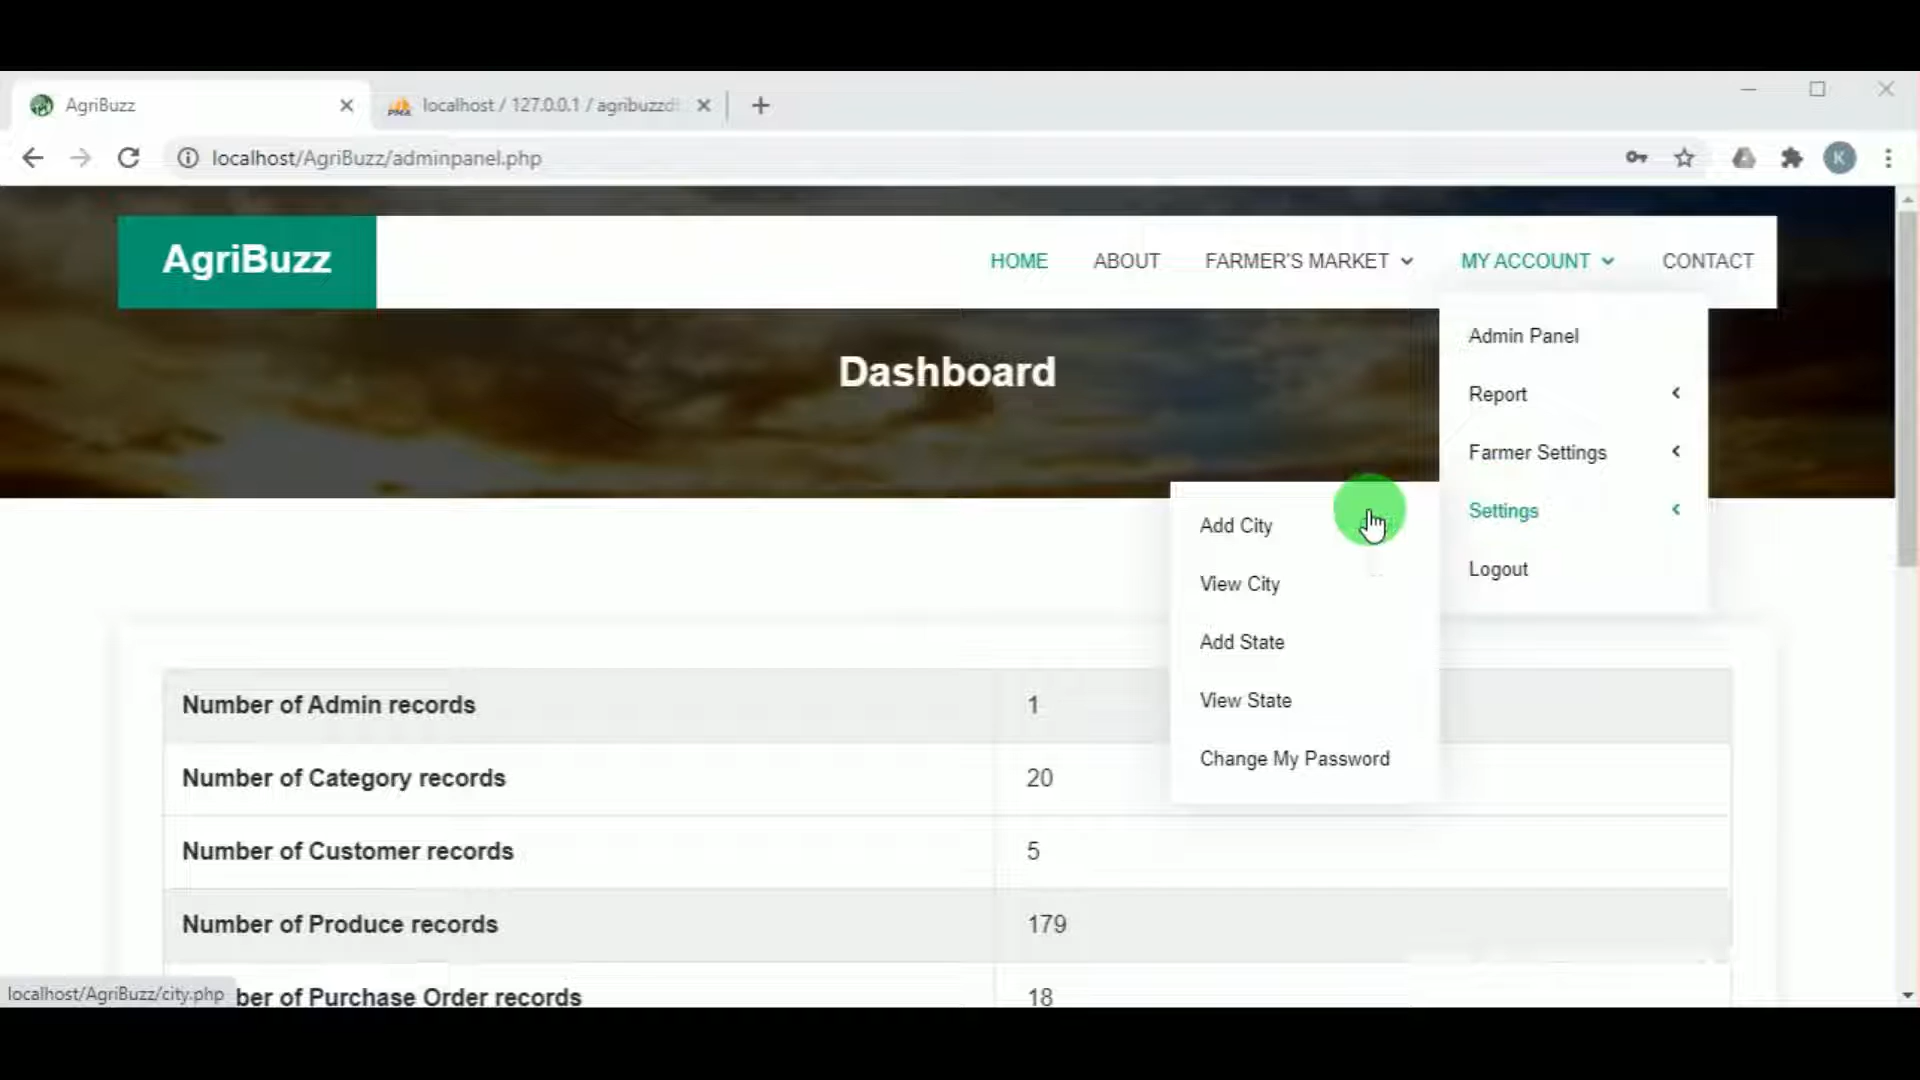 AgriBuzz
localhost / 127.0.0.1 / agribuzzd
localhost/AgriBuzz/adminpanel.php
K
AgriBuzz
HOME
ABOUT
FARMER'S MARKET
MY ACCOUNT
CONTACT
Dashboard
Admin Panel
Report
Farmer Settings
Settings
Logout
Add City
View City
Add State
View State
Change My Password
Number of Admin records 1
Number of Category records 20
Number of Customer records 5
Number of Produce records 179
ber of Purchase Order records 18
localhost/AgriBuzz/city.php